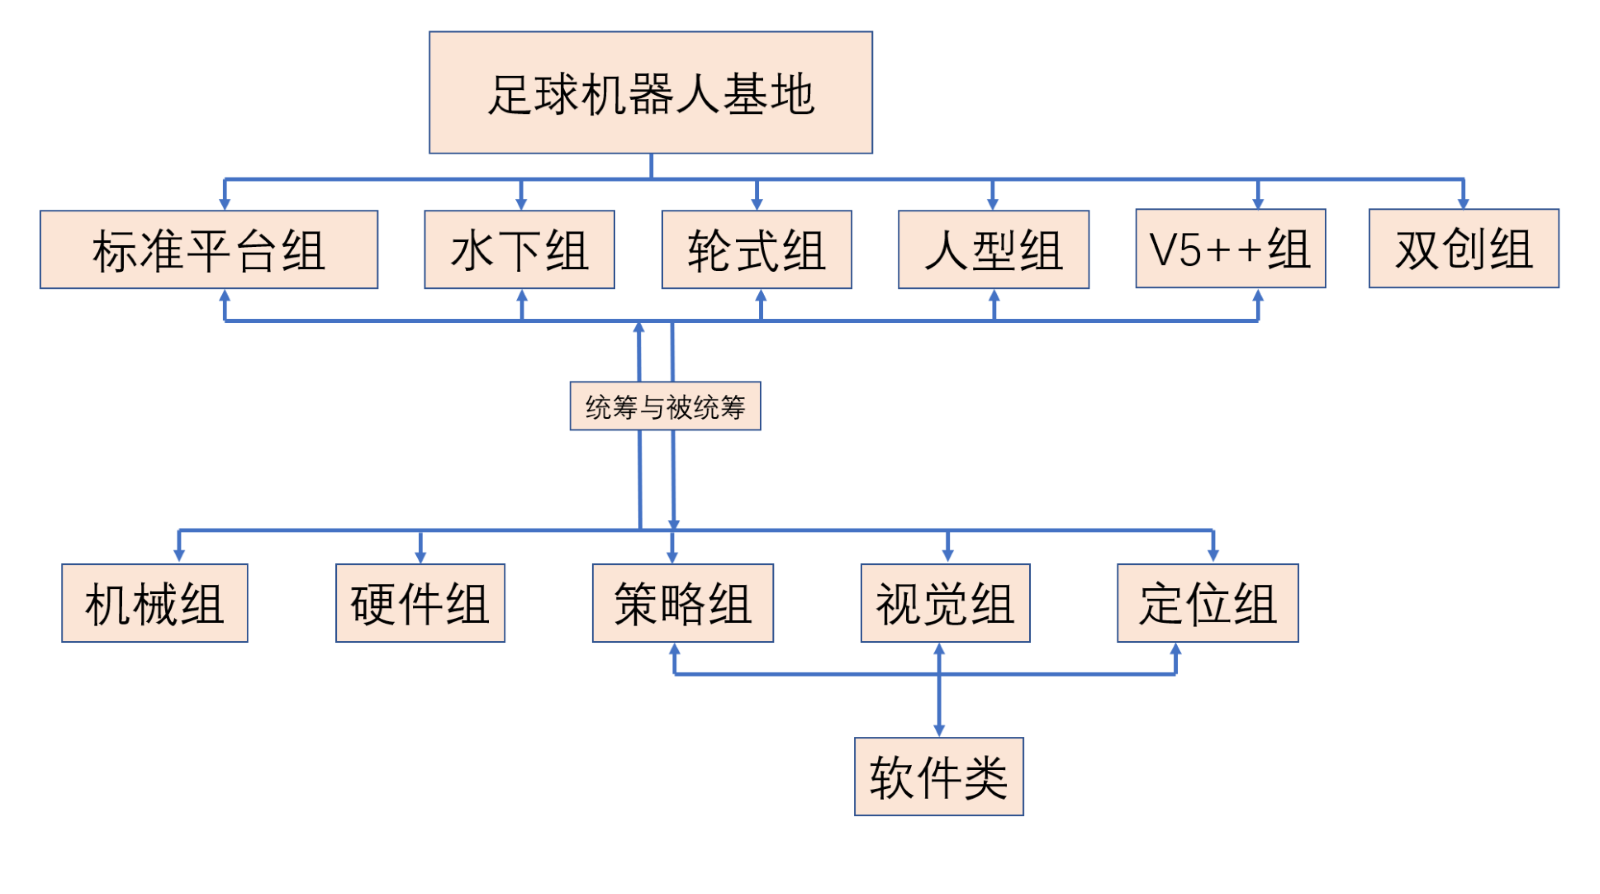 足球机器人基地
标准平台组
水下组
轮式组
人型组
V5++组
双创组
统筹与被统筹
机械组
硬件组
策略组
视觉组
定位组
软件类